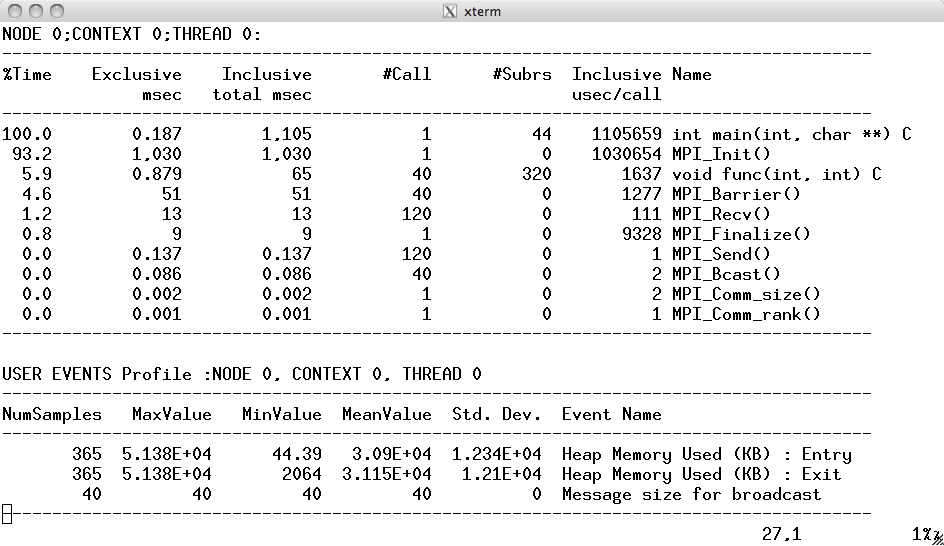 xterm
NODE 0;CONTEXT 0;THREAD 0:
---------------------------------------------------------------------------------------
%Time    Exclusive    Inclusive       #Call      #Subrs  Inclusive Name
              msec   total msec                          usec/call
---------------------------------------------------------------------------------------
100.0        0.187        1,105           1          44    1105659 int main(int, char **) C
 93.2        1,030        1,030           1           0    1030654 MPI_Init()
  5.9        0.879           65          40         320       1637 void func(int, int) C
  4.6           51           51          40           0       1277 MPI_Barrier()
  1.2           13           13         120           0        111 MPI_Recv()
  0.8            9            9           1           0       9328 MPI_Finalize()
  0.0        0.137        0.137         120           0          1 MPI_Send()
  0.0        0.086        0.086          40           0          2 MPI_Bcast()
  0.0        0.002        0.002           1           0          2 MPI_Comm_size()
  0.0        0.001        0.001           1           0          1 MPI_Comm_rank()
---------------------------------------------------------------------------------------
USER EVENTS Profile :NODE 0, CONTEXT 0, THREAD 0
---------------------------------------------------------------------------------------
NumSamples   MaxValue   MinValue  MeanValue  Std. Dev.  Event Name
---------------------------------------------------------------------------------------
       365  5.138E+04      44.39   3.09E+04  1.234E+04  Heap Memory Used (KB) : Entry
       365  5.138E+04       2064  3.115E+04   1.21E+04  Heap Memory Used (KB) : Exit
        40         40         40         40          0  Message size for broadcast
---------------------------------------------------------------------------------------
27,1 1%